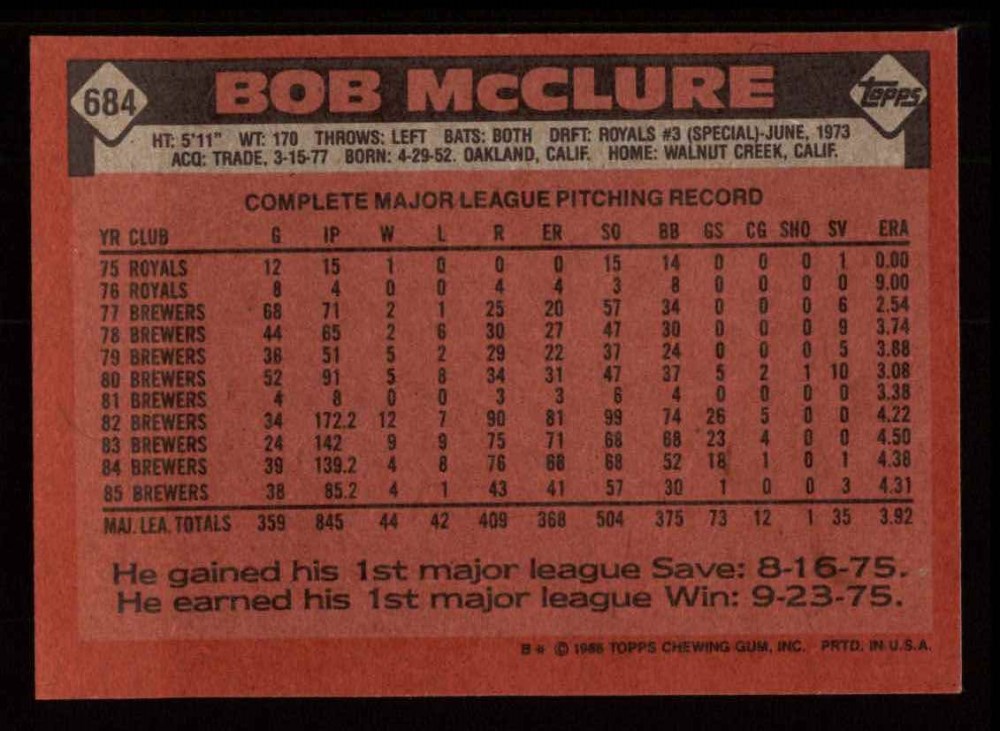 684 BOB McCLURE Topps
HT: 5'11" WT: 170 THROWS: LEFT BATS: BOTH DRFT: ROYALS #3 (SPECIAL)-JUNE, 1973
ACQ: TRADE, 3-15-77 BORN: 4-29-52. OAKLAND, CALIF. HOME: WALNUT CREEK, CALIF.
COMPLETE MAJOR LEAGUE PITCHING RECORD
YR CLUB G IP W L R ER SO BB GS CG SHO SV ERA
75 ROYALS 12 15 1 0 0 0 15 14 0 0 0 1 0.00
76 ROYALS 8 4 0 0 4 4 3 8 0 0 0 0 9.00
77 BREWERS 68 71 2 1 25 20 57 34 0 0 0 6 2.54
78 BREWERS 44 65 2 6 30 27 47 30 0 0 0 9 3.74
79 BREWERS 36 51 5 2 29 22 37 24 0 0 0 5 3.88
80 BREWERS 52 91 5 8 34 31 47 37 5 2 1 10 3.08
81 BREWERS 4 8 0 0 3 3 6 4 0 0 0 0 3.38
82 BREWERS 34 172.2 12 7 90 81 99 74 26 5 0 0 4.22
83 BREWERS 24 142 9 9 75 71 68 68 23 4 0 0 4.50
84 BREWERS 39 139.2 4 8 76 68 68 52 18 1 0 1 4.38
85 BREWERS 38 85.2 4 1 43 41 57 30 1 0 0 3 4.31
MAJ. LEA. TOTALS 359 845 44 42 409 368 504 375 73 12 1 35 3.92
He gained his 1st major league Save: 8-16-75.
He earned his 1st major league Win: 9-23-75.
B* © 1986 TOPPS CHEWING GUM, INC. PRTD. IN U.S.A.